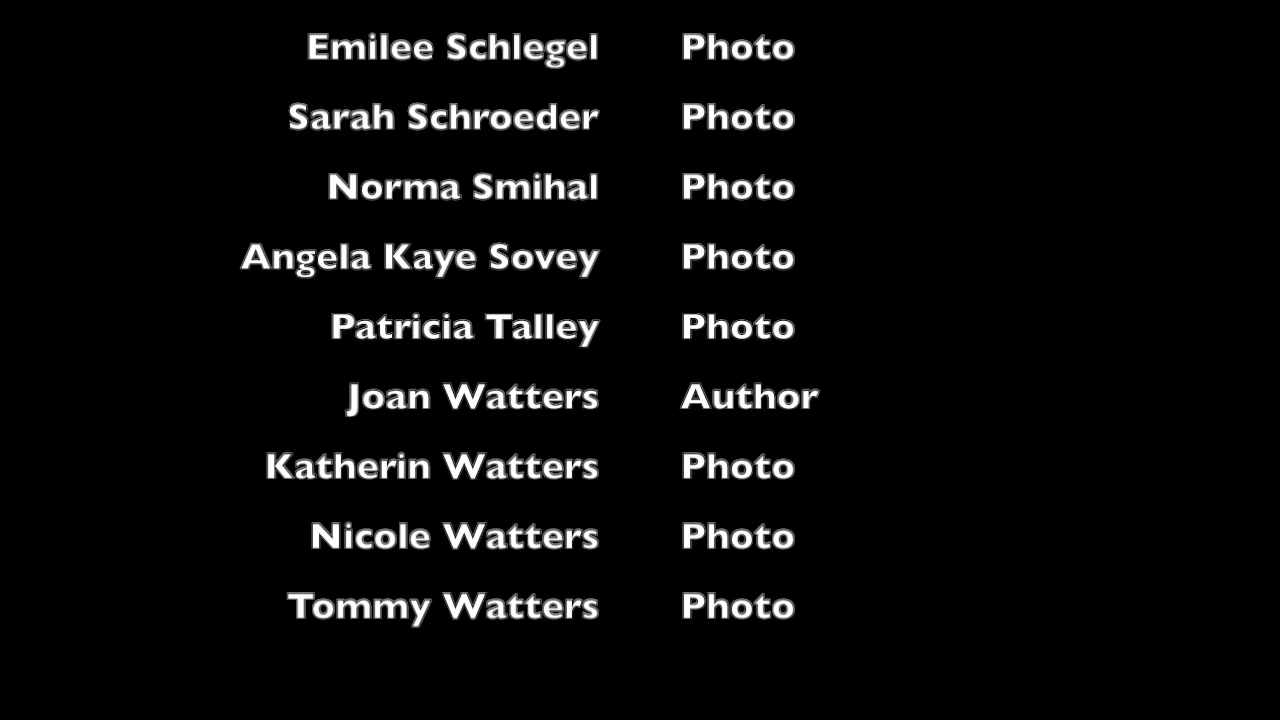 Emilee Schlegel Photo
Sarah Schroeder Photo
Norma Smihal Photo
Angela Kaye Sovey Photo
Patricia Talley Photo
Joan Watters Author
Katherin Watters Photo
Nicole Watters Photo
Tommy Watters Photo